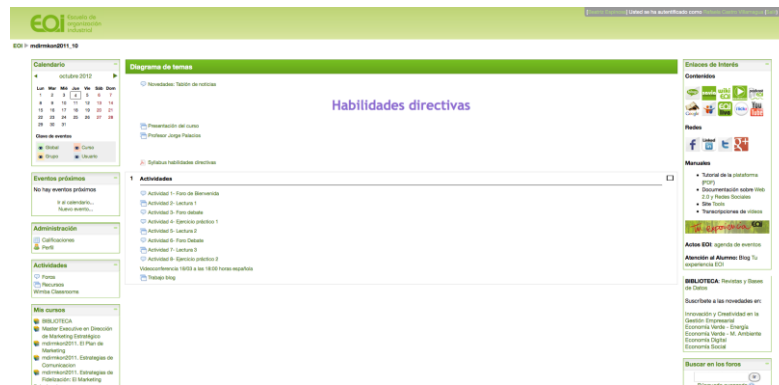 EOI escuela de
organización
industrial
Usted se ha autentificado como
EOI ▶ mdirmkon2011_10
Calendario
octubre 2012
Lun Mar Mié Jue Vie Sáb Dom
1 2 3 4 5 6 7
8 9 10 11 12 13 14
15 16 17 18 19 20 21
22 23 24 25 26 27 28
29 30 31
Clave de eventos
Global Curso
Grupo Usuario
Eventos próximos
No hay eventos próximos
Ir al calendario...
Nuevo evento...
Administración
Calificaciones
Perfil
Actividades
Foros
Recursos
Wimba Classrooms
Mis cursos
BIBLIOTECA
Master Executive en Dirección
de Marketing Estratégico
mdirmkon2011. El Plan de
Marketing
mdirmkon2011. Estrategias de
Comunicacion
mdirmkon2011. Estrategias de
Fidelización: El Marketing
Diagrama de temas
Novedades: Tablón de noticias
Habilidades directivas
Presentación del curso
Profesor Jorge Palacios
Syllabus habilidades directivas
1 Actividades
Actividad 1- Foro de Bienvenida
Actividad 2- Lectura 1
Actividad 3- Foro debate
Actividad 4- Ejercicio práctico 1
Actividad 5- Lectura 2
Actividad 6- Foro Debate
Actividad 7- Lectura 3
Actividad 8- Ejercicio práctico 2
Videoconferencia 16/03 a las 18:00 horas española
Trabajo blog
Enlaces de Interés
Contenidos
Redes
Manuales
Tutorial de la plataforma
(PDF)
Documentación sobre Web
2.0 y Redes Sociales
Site Tools
Transcripciones de vídeos
Tu experiencia
Actos EOI: agenda de eventos
Atención al Alumno: Blog Tu
experiencia EOI
BIBLIOTECA: Revistas y Bases
de Datos
Suscríbete a las novedades en:
Innovación y Creatividad en la
Gestión Empresarial
Economía Verde - Energía
Economía Verde - M. Ambiente
Economía Digital
Economía Social
Buscar en los foros